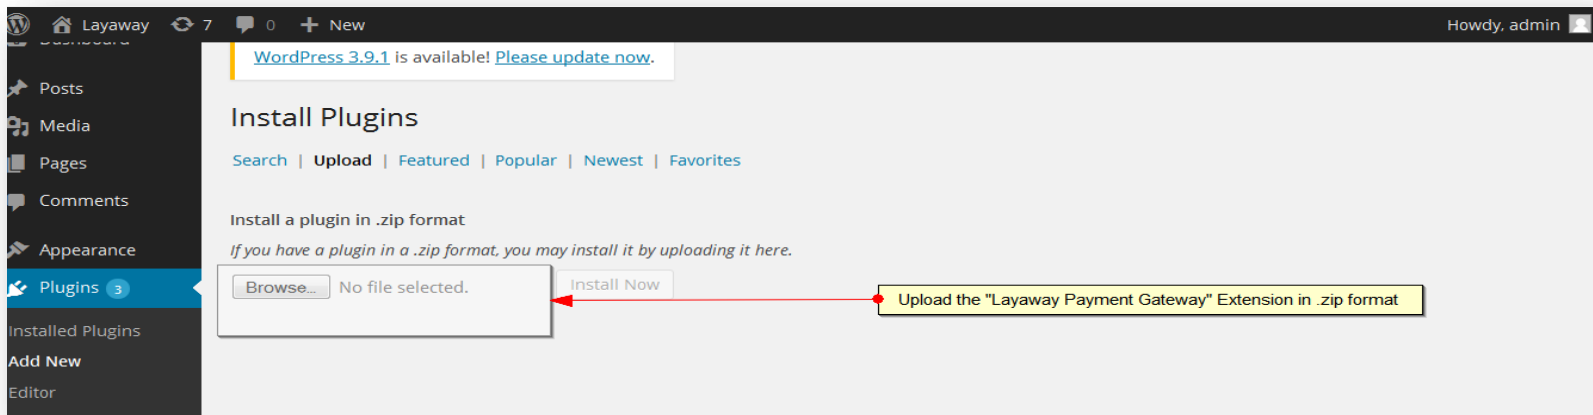 Layaway 7 0 + New Howdy, admin
Dashboard
WordPress 3.9.1 is available! Please update now.
Posts
Media
Pages
Comments
Appearance
Plugins 3
Installed Plugins
Add New
Editor
Install Plugins
Search | Upload | Featured | Popular | Newest | Favorites
Install a plugin in .zip format
If you have a plugin in a .zip format, you may install it by uploading it here.
Browse... No file selected. Install Now
Upload the "Layaway Payment Gateway" Extension in .zip format